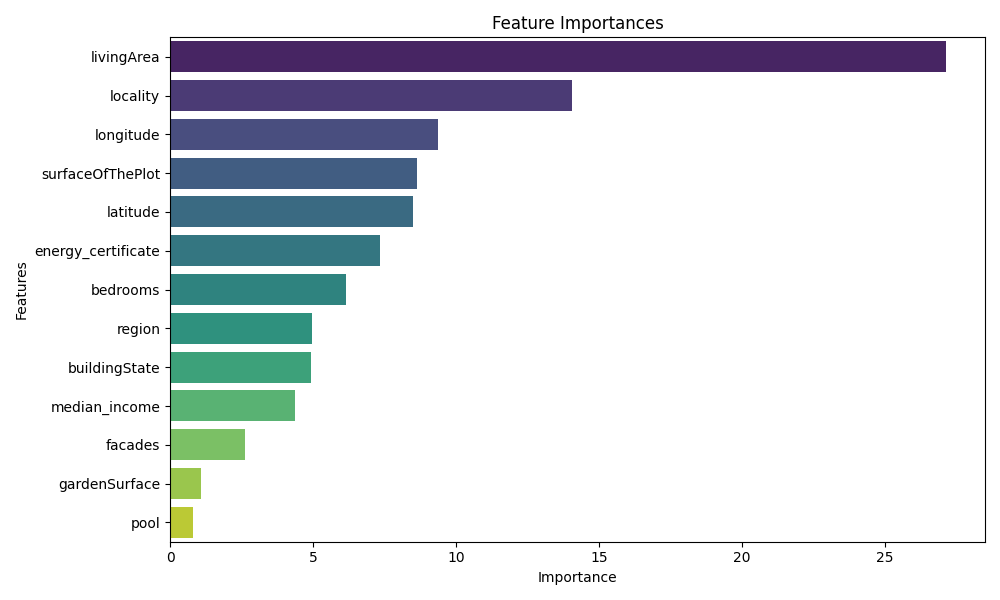 Feature Importances
livingArea
locality
longitude
surfaceOfThePlot
latitude
energy_certificate
bedrooms
region
buildingState
median_income
facades
gardenSurface
pool
Features
0 5 10 15 20 25
Importance